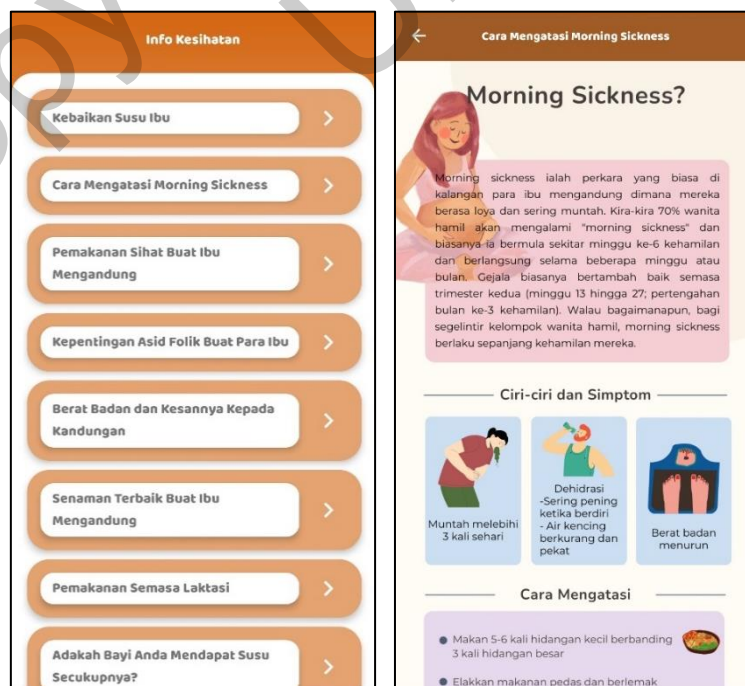 Info Kesihatan
Kebaikan Susu Ibu
Cara Mengatasi Morning Sickness
Pemakanan Sihat Buat Ibu
Mengandung
Kepentingan Asid Folik Buat Para Ibu
Berat Badan dan Kesannya Kepada
Kandungan
Senaman Terbaik Buat Ibu
Mengandung
Pemakanan Semasa Laktasi
Adakah Bayi Anda Mendapat Susu
Secukupnya?
Cara Mengatasi Morning Sickness
Morning Sickness?
Morning sickness ialah perkara yang biasa di
kalangan para ibu mengandung dimana mereka
berasa loya dan sering muntah. Kira-kira 70% wanita
hamil akan mengalami "morning sickness" dan
biasanya ia bermula sekitar minggu ke-6 kehamilan
dan berlangsung selama beberapa minggu atau
bulan. Gejala biasanya bertambah baik semasa
trimester kedua (minggu 13 hingga 27; pertengahan
bulan ke-3 kehamilan). Walau bagaimanapun, bagi
segelintir kelompok wanita hamil, morning sickness
berlaku sepanjang kehamilan mereka.
Ciri-ciri dan Simptom
Muntah melebihi
3 kali sehari
Dehidrasi
-Sering pening
ketika berdiri
- Air kencing
berkurang dan
pekat
Berat badan
menurun
Cara Mengatasi
Makan 5-6 kali hidangan kecil berbanding
3 kali hidangan besar
Elakkan makanan pedas dan berlemak